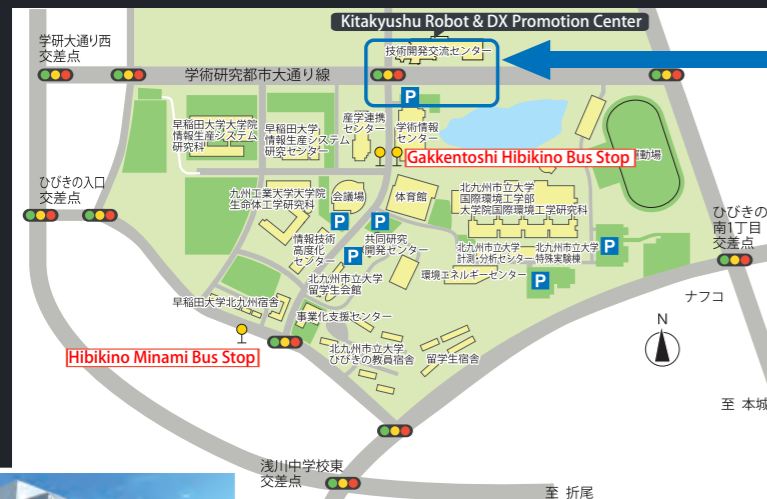 Kitakyushu Robot & DX Promotion Center
学研大通り西
交差点
技術開発交流センター
学術研究都市大通り線
P
早稲田大学大学院
情報生産システム
研究科
早稲田大学
情報生産システム
研究センター
産学連携
センター
学術情報
センター
Gakkentoshi Hibikino Bus Stop
運動場
ひびきの入口
交差点
九州工業大学大学院
生命体工学研究科
会議場
体育館
北九州市立大学
国際環境工学部
大学院国際環境工学研究科
ひびきの
南1丁目
交差点
P
P
情報技術
高度化
センター
共同研究
開発センター
P
北九州市立大学
計測・分析センター
北九州市立大学
特殊実験棟
P
北九州市立大学
留学生会館
環境エネルギーセンター
P
ナフコ
早稲田大学北九州宿舎
事業化支援センター
N
Hibikino Minami Bus Stop
北九州市立大学
ひびきの教員宿舎
留学生宿舎
至 本城
浅川中学校東
交差点
至 折尾